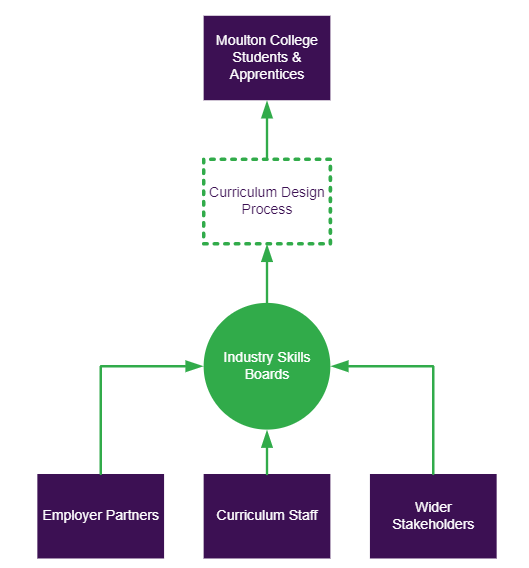 Moulton College
Students &
Apprentices
Curriculum Design
Process
Industry Skills
Boards
Employer Partners
Curriculum Staff
Wider
Stakeholders